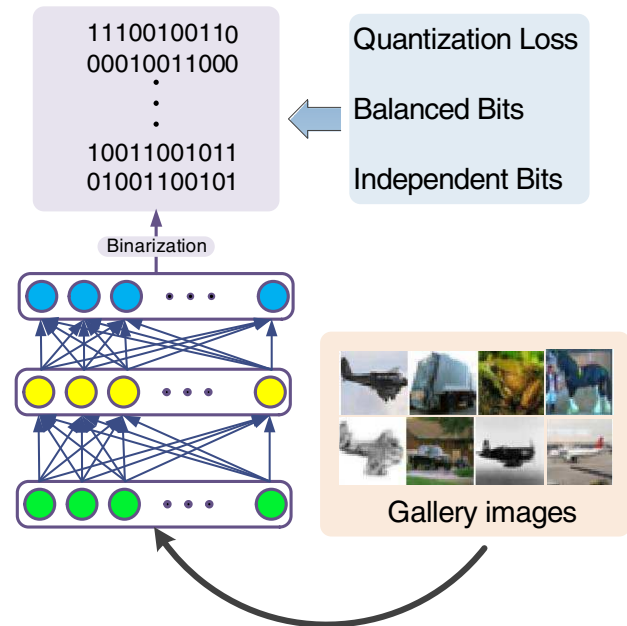 11100100110
00010011000
10011001011
01001100101
Quantization Loss
Balanced Bits
Independent Bits
Binarization
Gallery images